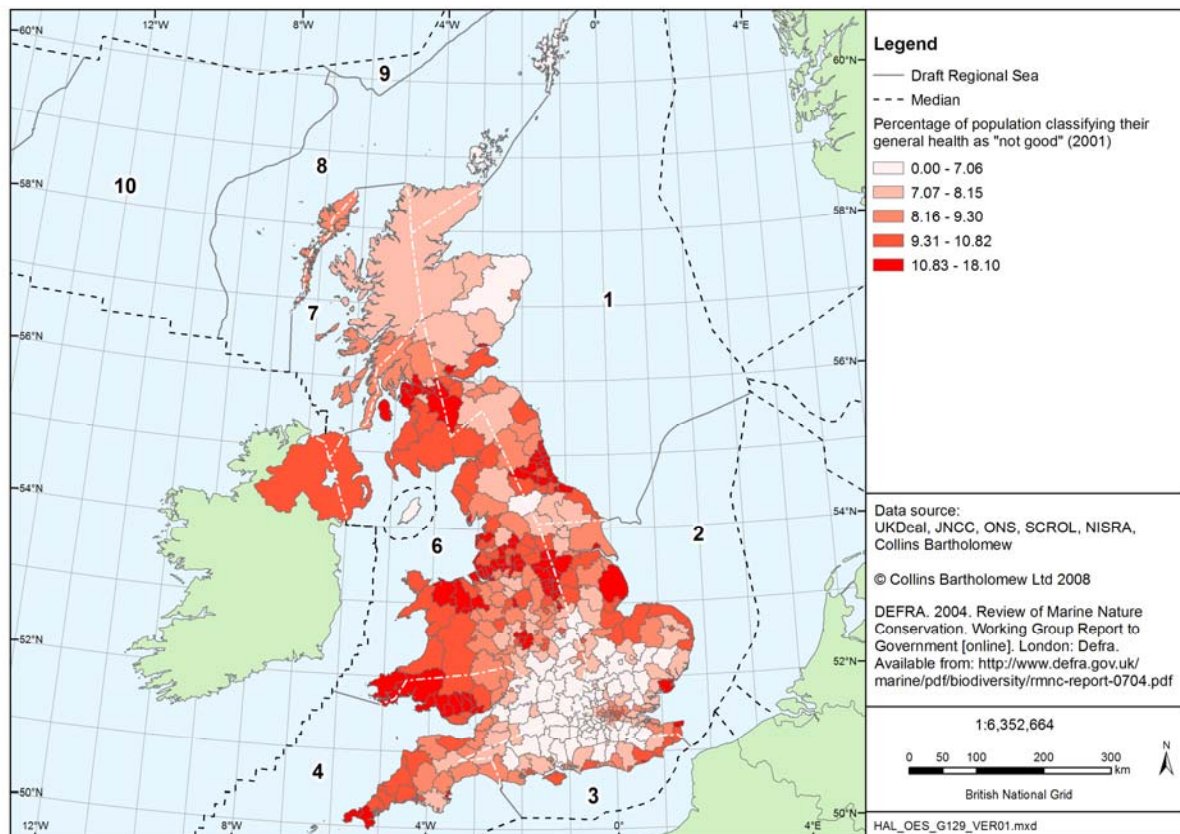 12°W 8°W 4°W 0° 4°E
60°N
60°N
9
8
10
58°N
58°N
7
1
56°N
56°N
54°N
54°N
6
2
52°N
52°N
4
3
50°N
50°N
8°W 4°W 0° 4°E
Legend
Draft Regional Sea
Median
Percentage of population classifying their
general health as "not good" (2001)
0.00 - 7.06
7.07 - 8.15
8.16 - 9.30
9.31 - 10.82
10.83 - 18.10
Data source:
UKDeal, JNCC, ONS, SCROL, NISRA,
Collins Bartholomew
© Collins Bartholomew Ltd 2008
DEFRA. 2004. Review of Marine Nature
Conservation. Working Group Report to
Government [online]. London: Defra.
Available from: http://www.defra.gov.uk/
marine/pdf/biodiversity/rmnc-report-0704.pdf
1:6,352,664
N
0 50 100 200 300
km
British National Grid
HAL_OES_G129_VER01.mxd